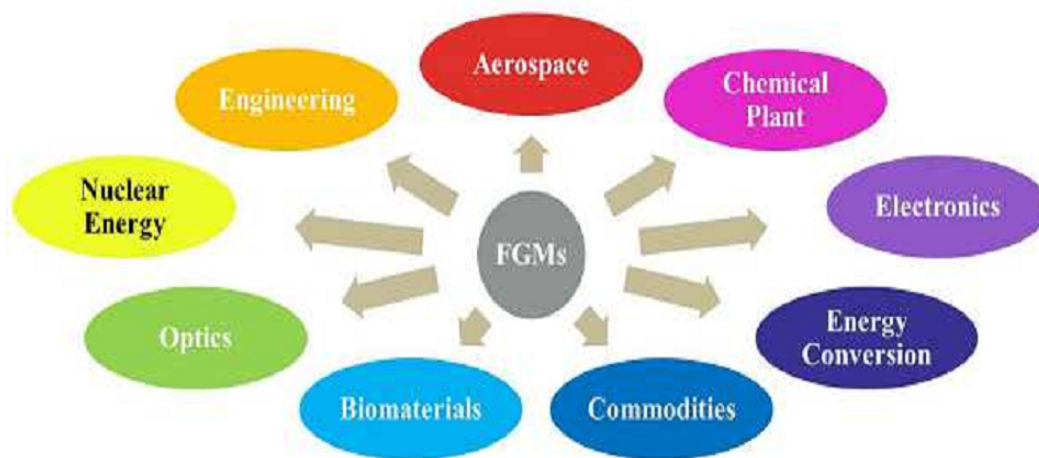 Aerospace
Engineering
Chemical
Plant
Nuclear
Energy
Electronics
FGMs
Optics
Energy
Conversion
Biomaterials
Commodities